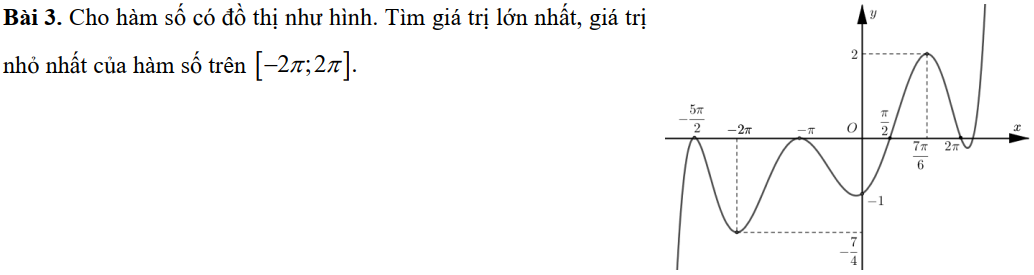 Bài 3. Cho hàm số có đồ thị như hình. Tìm giá trị lớn nhất, giá trị
nhỏ nhất của hàm số trên [−2π;2π].
y
2
−5π/2
−2π
−π
O
π/2
x
7π/6
2π
−1
−7/4